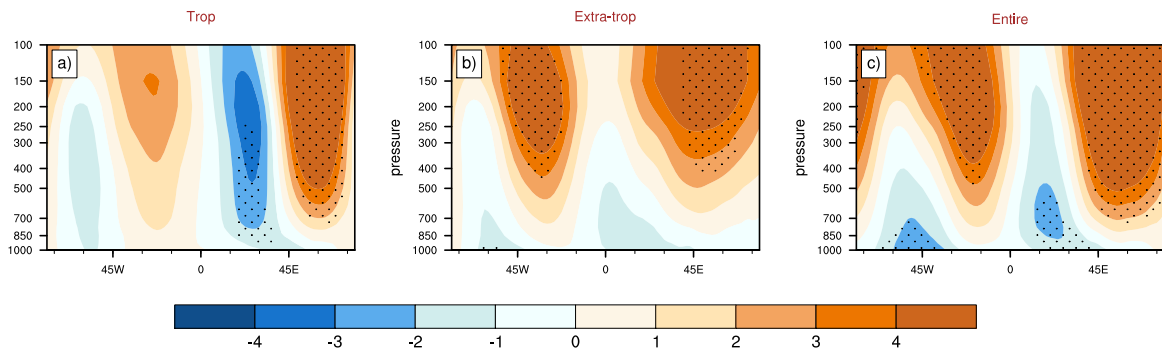 Trop Extra-trop Entire
a) b) c)
100 100 100
150 150 150
200 200 200
250 250 250
300 300 300
400 400 400
500 500 500
700 700 700
850 850 850
1000 1000 1000
pressure pressure
45W 0 45E 45W 0 45E 45W 0 45E
-4 -3 -2 -1 0 1 2 3 4